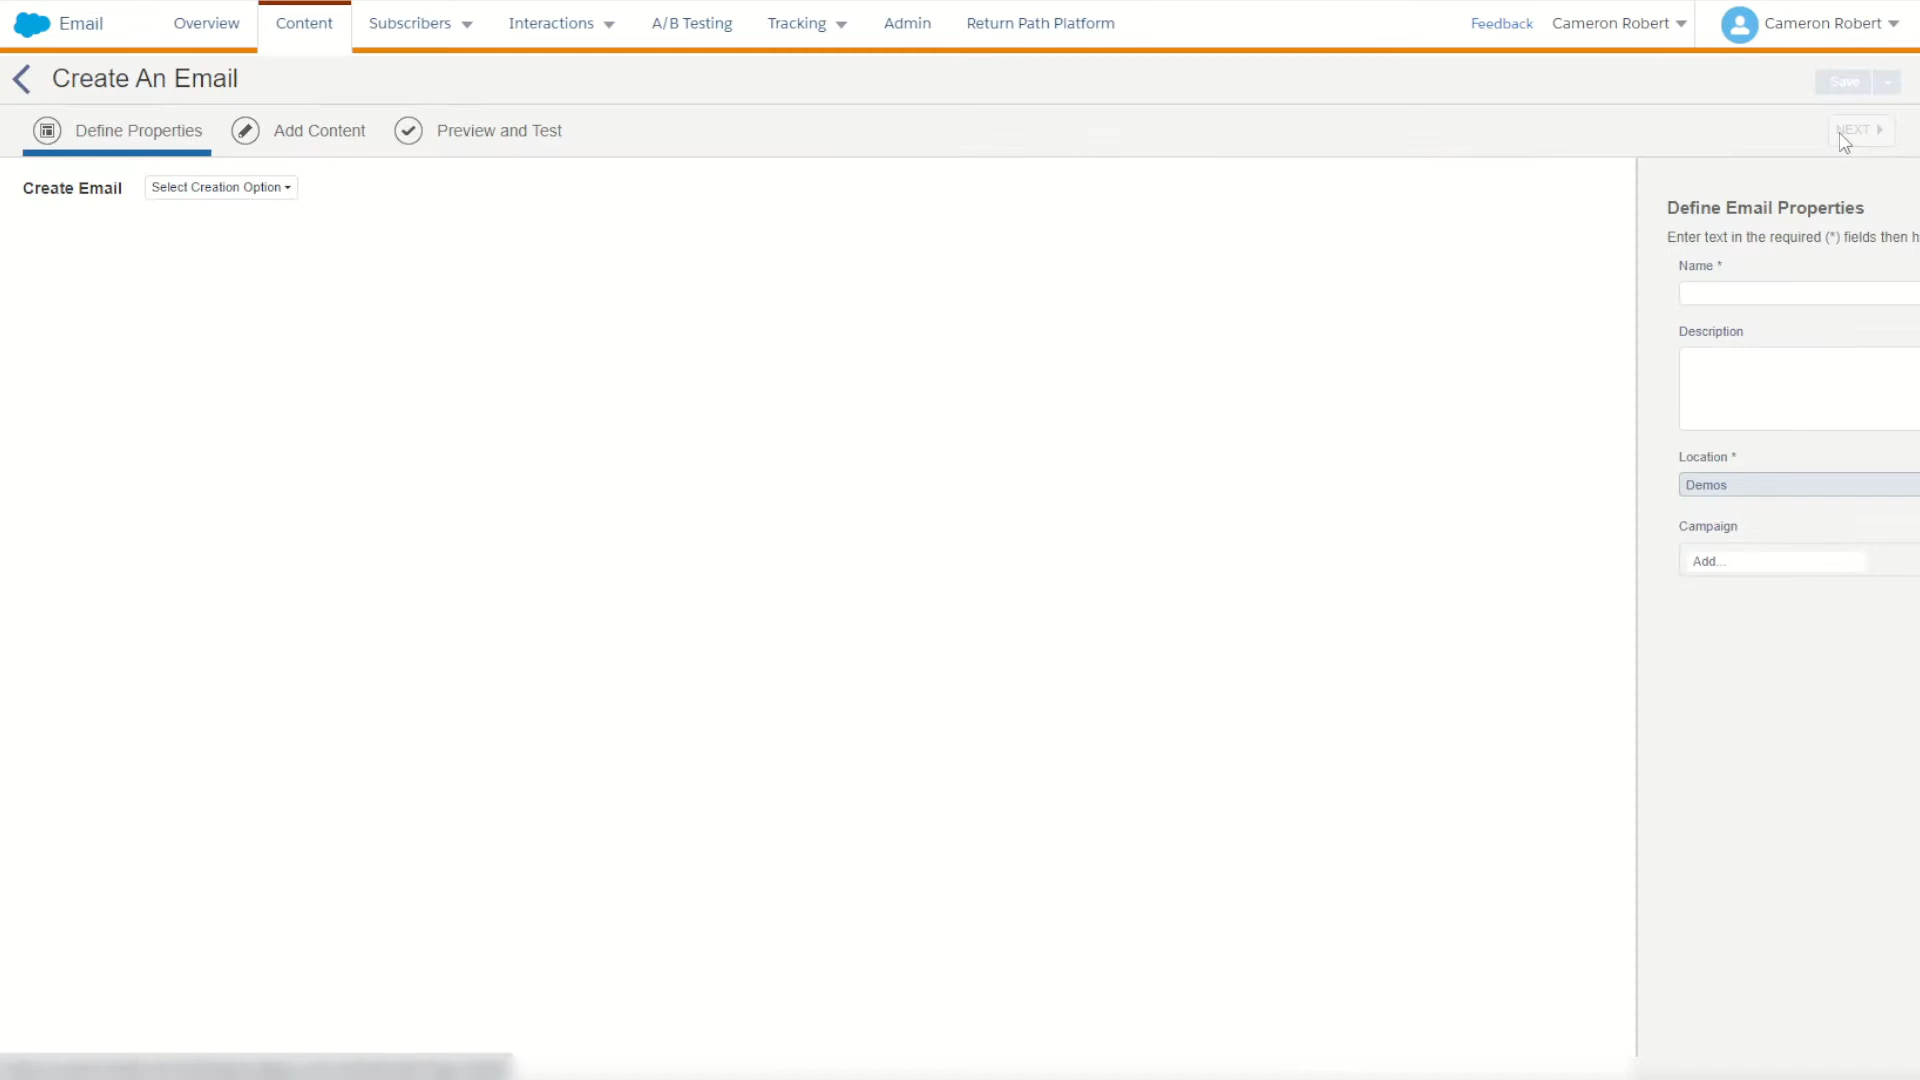 Email
Overview
Content
Subscribers
Interactions
A/B Testing
Tracking
Admin
Return Path Platform
Feedback
Cameron Robert
Cameron Robert
Create An Email
Save
Define Properties
Add Content
Preview and Test
NEXT
Create Email
Select Creation Option
Define Email Properties
Enter text in the required (*) fields then h
Name *
Description
Location *
Demos
Campaign
Add...